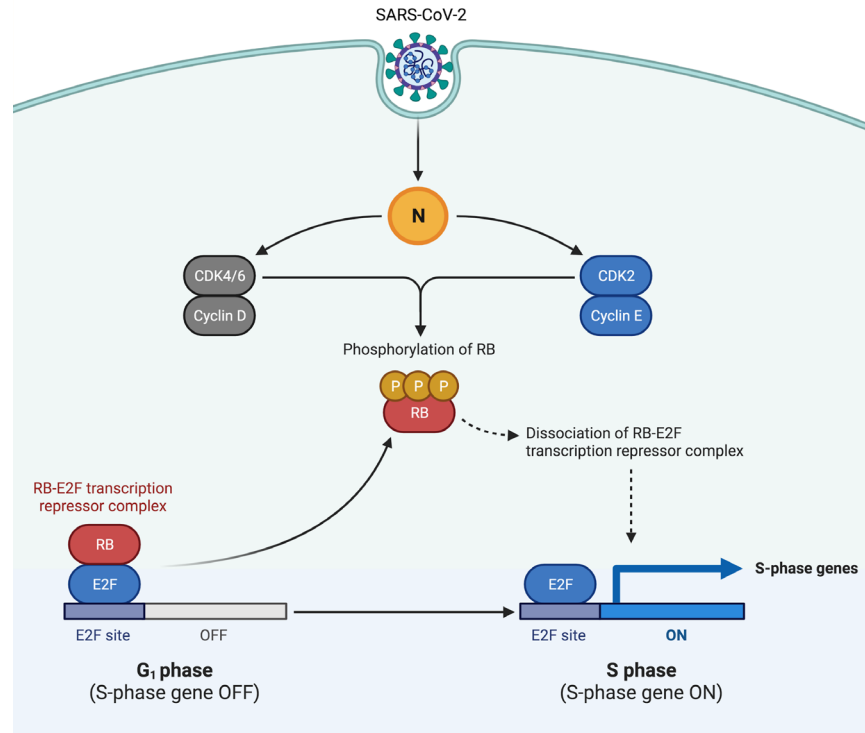 SARS-CoV-2
N
CDK4/6
Cyclin D
CDK2
Cyclin E
Phosphorylation of RB
P P P
RB
Dissociation of RB-E2F
transcription repressor complex
RB-E2F transcription
repressor complex
RB
E2F
E2F site
OFF
G₁ phase
(S-phase gene OFF)
E2F
S-phase genes
E2F site
ON
S phase
(S-phase gene ON)